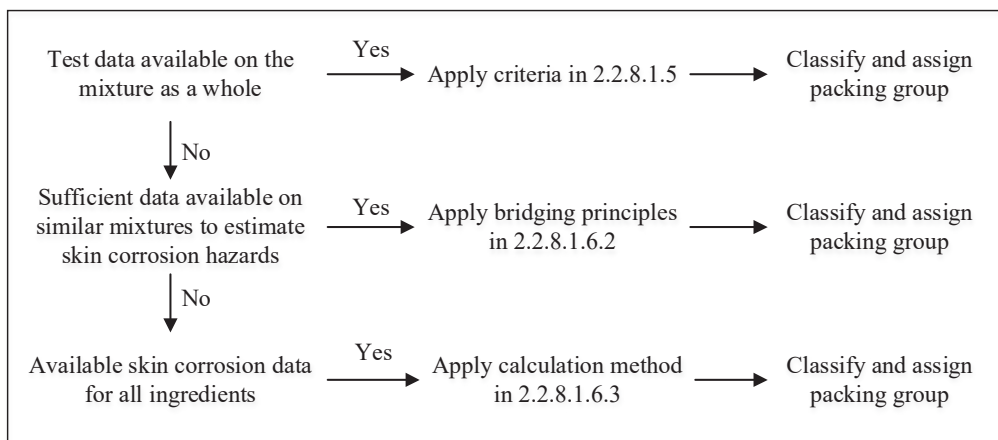 Test data available on the
mixture as a whole
Yes
Apply criteria in 2.2.8.1.5
Classify and assign
packing group
No
Sufficient data available on
similar mixtures to estimate
skin corrosion hazards
Yes
Apply bridging principles
in 2.2.8.1.6.2
Classify and assign
packing group
No
Available skin corrosion data
for all ingredients
Yes
Apply calculation method
in 2.2.8.1.6.3
Classify and assign
packing group